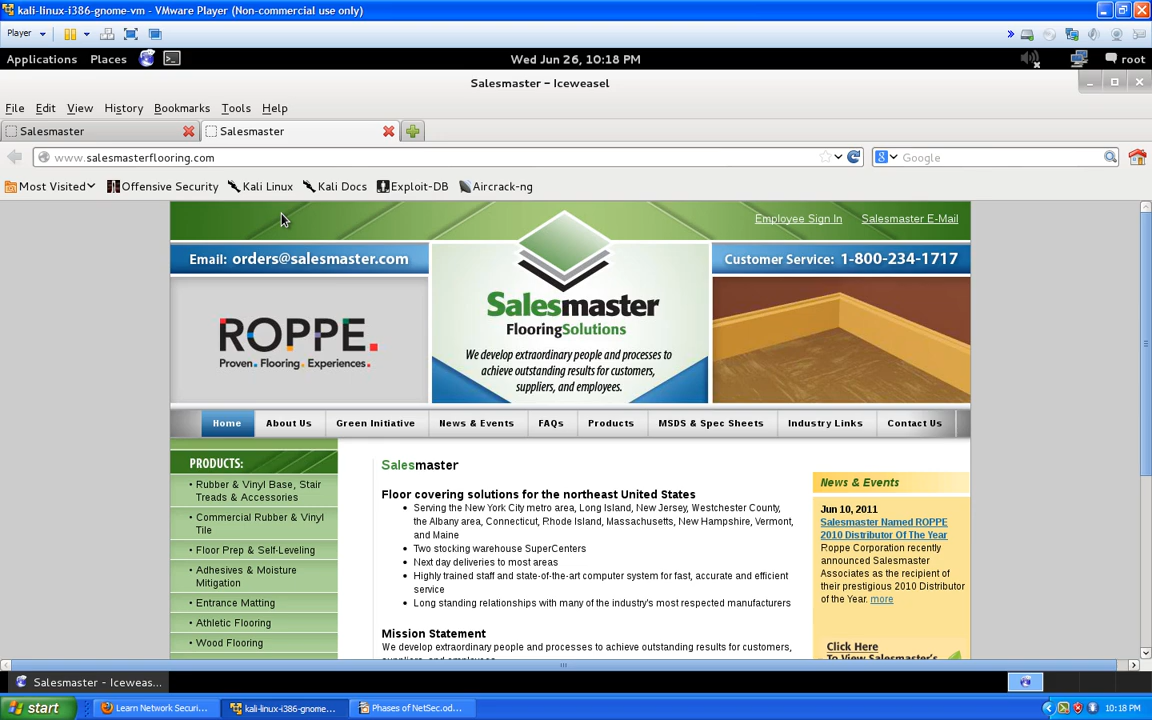 kali-linux-i386-gnome-vm - VMware Player (Non-commercial use only)
Player
Applications Places Wed Jun 26, 10:18 PM root
Salesmaster - Iceweasel
File Edit View History Bookmarks Tools Help
Salesmaster Salesmaster
www.salesmasterflooring.com Google
Most Visited Offensive Security Kali Linux Kali Docs Exploit-DB Aircrack-ng
Employee Sign In Salesmaster E-Mail
Email: orders@salesmaster.com
Customer Service: 1-800-234-1717
ROPPE.
Proven. Flooring. Experiences.
Salesmaster
FlooringSolutions
We develop extraordinary people and processes to
achieve outstanding results for customers,
suppliers, and employees.
Home About Us Green Initiative News & Events FAQs Products MSDS & Spec Sheets Industry Links Contact Us
PRODUCTS:
• Rubber & Vinyl Base, Stair
Treads & Accessories
• Commercial Rubber & Vinyl
Tile
• Floor Prep & Self-Leveling
• Adhesives & Moisture
Mitigation
• Entrance Matting
• Athletic Flooring
• Wood Flooring
Salesmaster
Floor covering solutions for the northeast United States
• Serving the New York City metro area, Long Island, New Jersey, Westchester County,
the Albany area, Connecticut, Rhode Island, Massachusetts, New Hampshire, Vermont,
and Maine
• Two stocking warehouse SuperCenters
• Next day deliveries to most areas
• Highly trained staff and state-of-the-art computer system for fast, accurate and efficient
service
• Long standing relationships with many of the industry's most respected manufacturers
Mission Statement
We develop extraordinary people and processes to achieve outstanding results for customers,
suppliers, and employees.
News & Events
Jun 10, 2011
Salesmaster Named ROPPE
2010 Distributor Of The Year
Roppe Corporation recently
announced Salesmaster
Associates as the recipient of
their prestigious 2010 Distributor
of the Year. more
Click Here
To View Salesmaster's
Salesmaster - Iceweas...
start Learn Network Securi... kali-linux-i386-gnome... Phases of NetSec.od... 10:18 PM